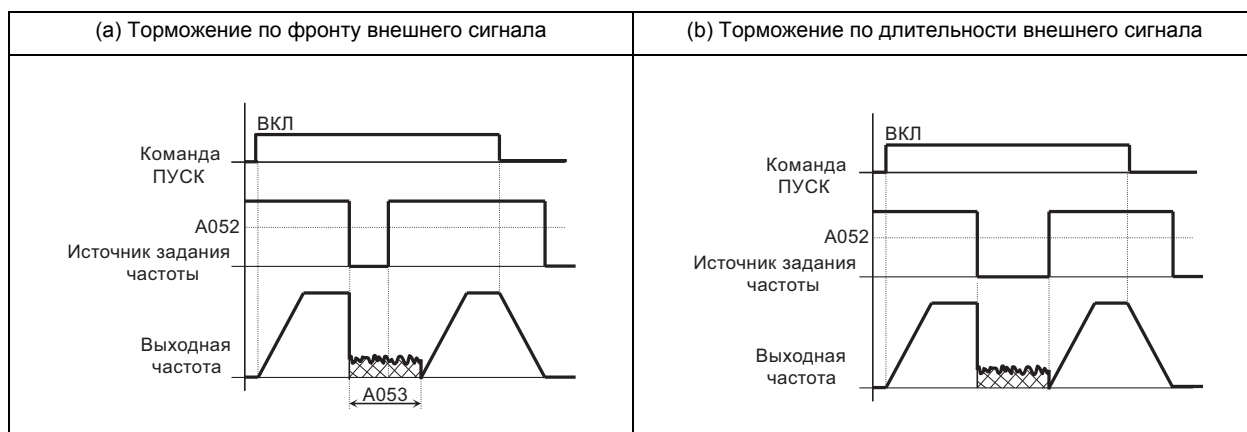 (a) Торможение по фронту внешнего сигнала
ВКЛ
Команда
ПУСК
A052
Источник задания
частоты
Выходная
частота
A053
(b) Торможение по длительности внешнего сигнала
ВКЛ
Команда
ПУСК
A052
Источник задания
частоты
Выходная
частота